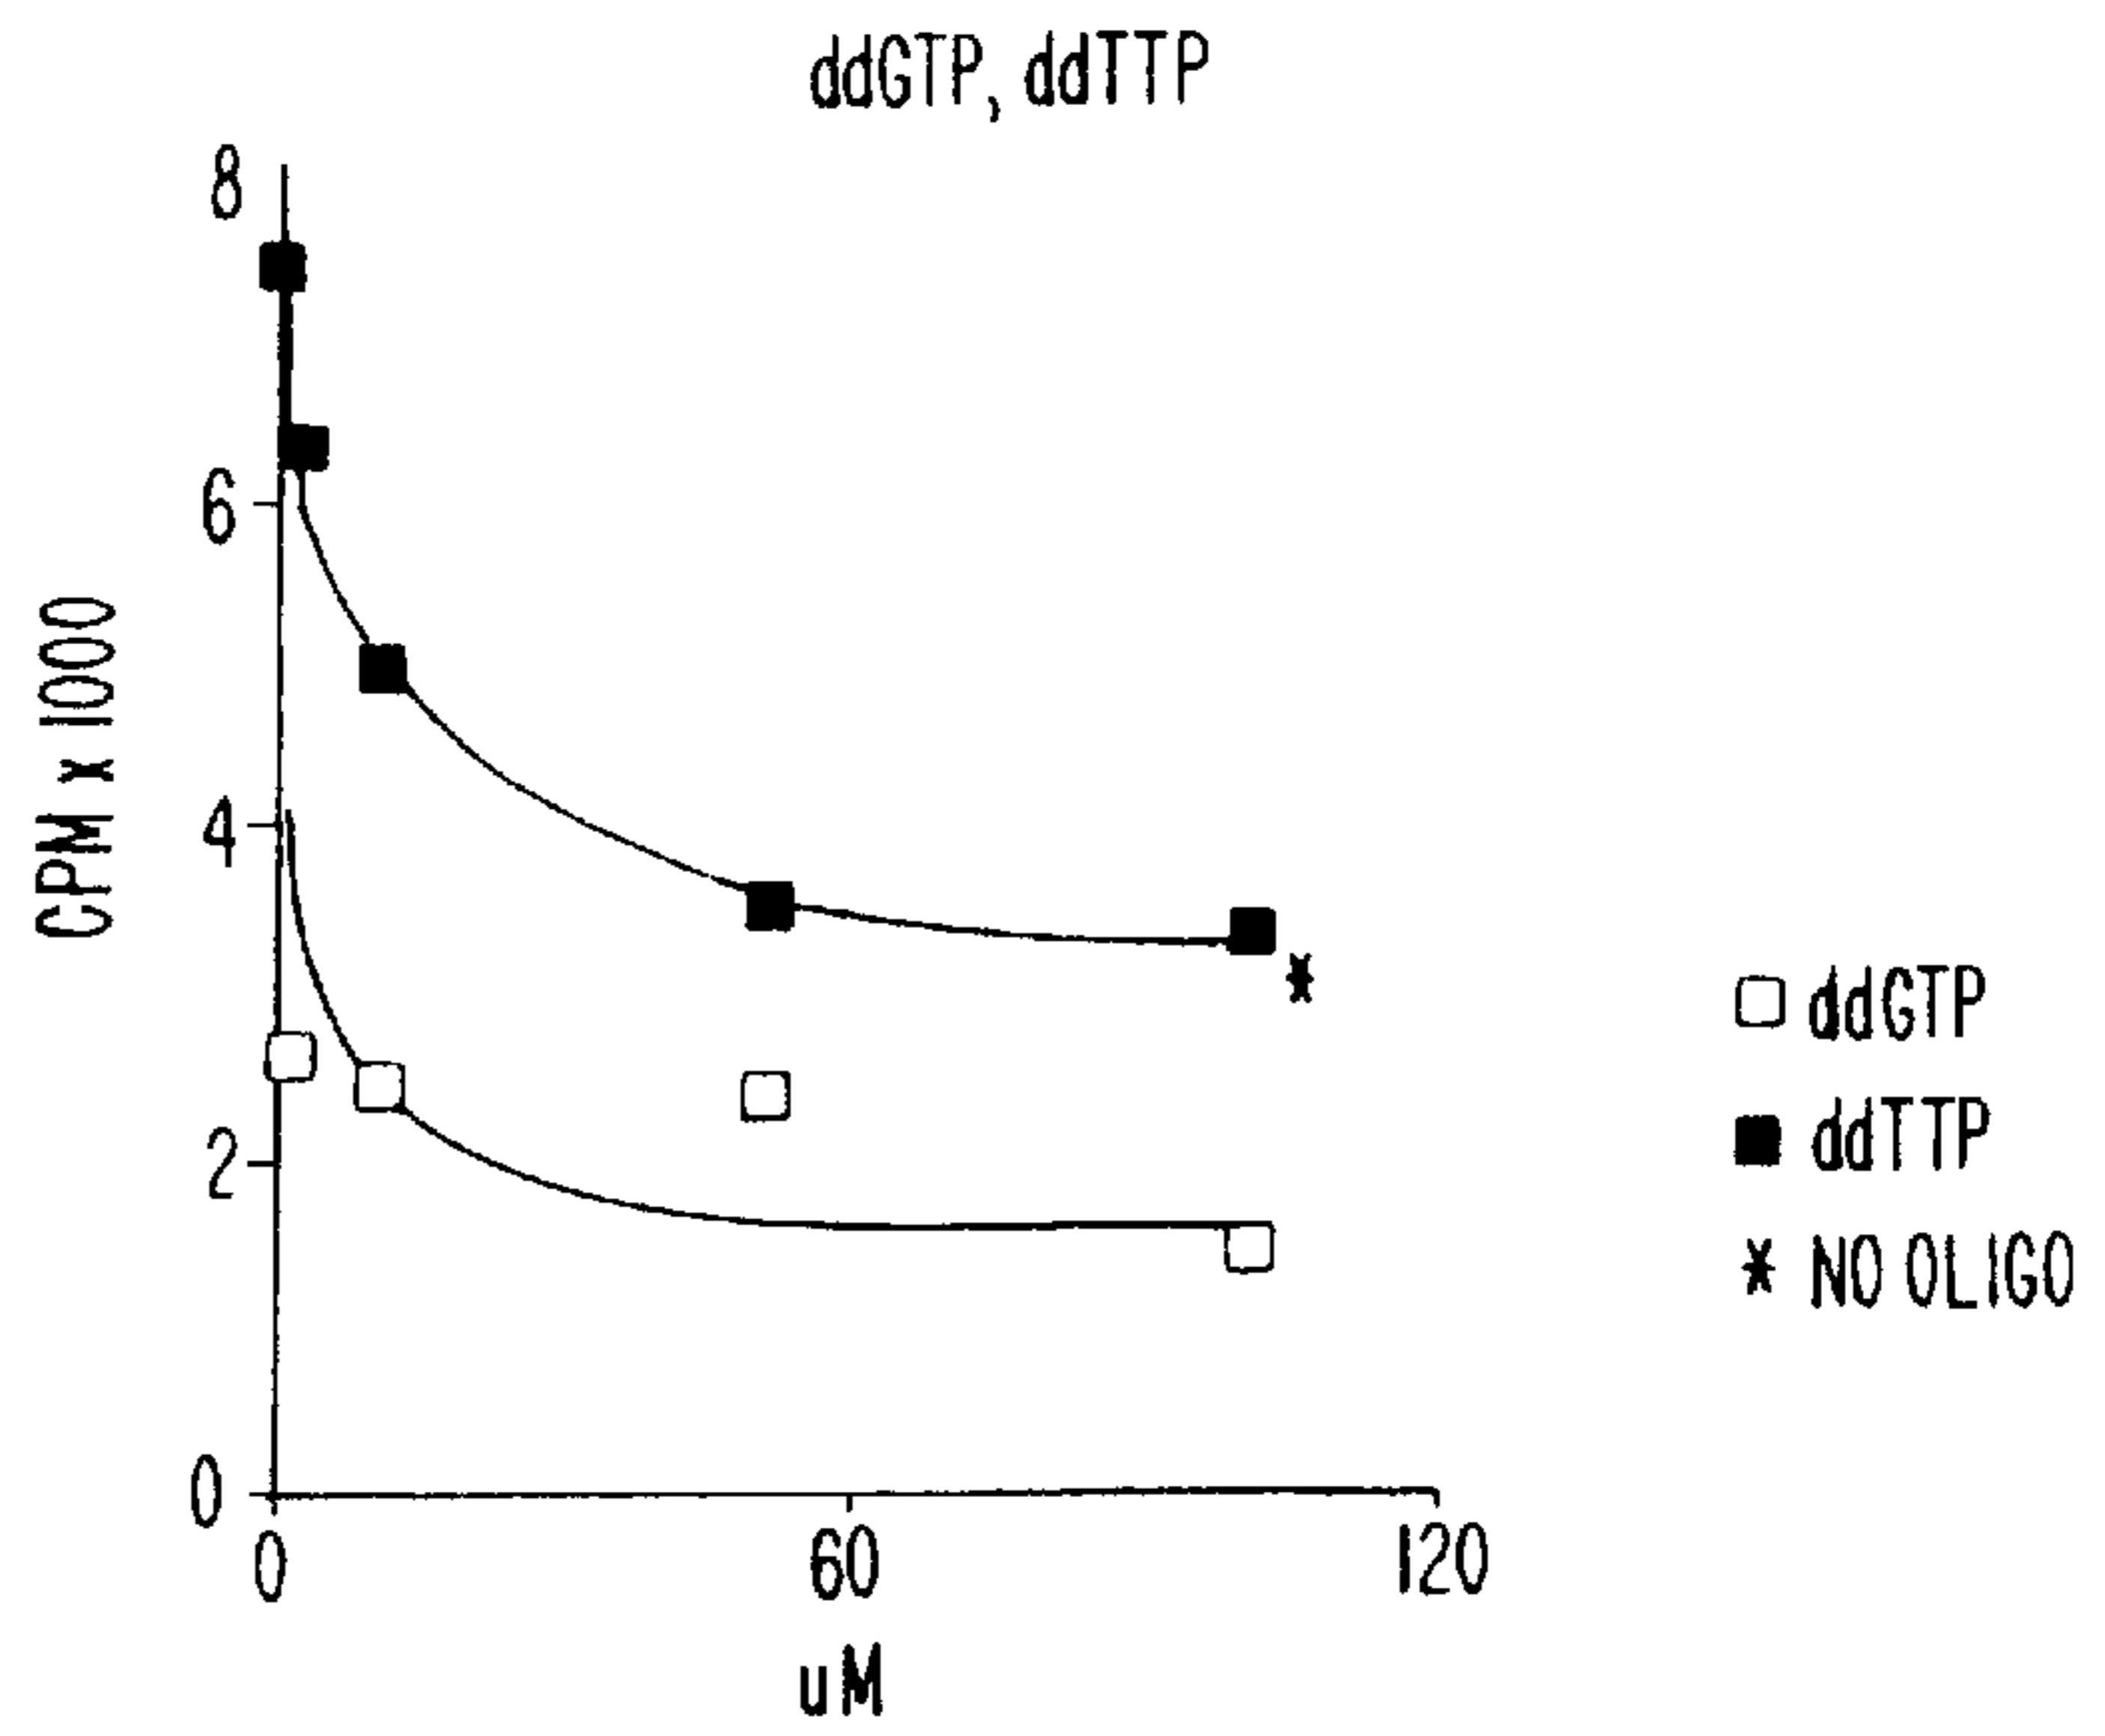 ddGTP, ddTTP
8
6
4
2
0
CPM x 1000
0 60 120
uM
ddGTP
ddTTP
* NO OLIGO